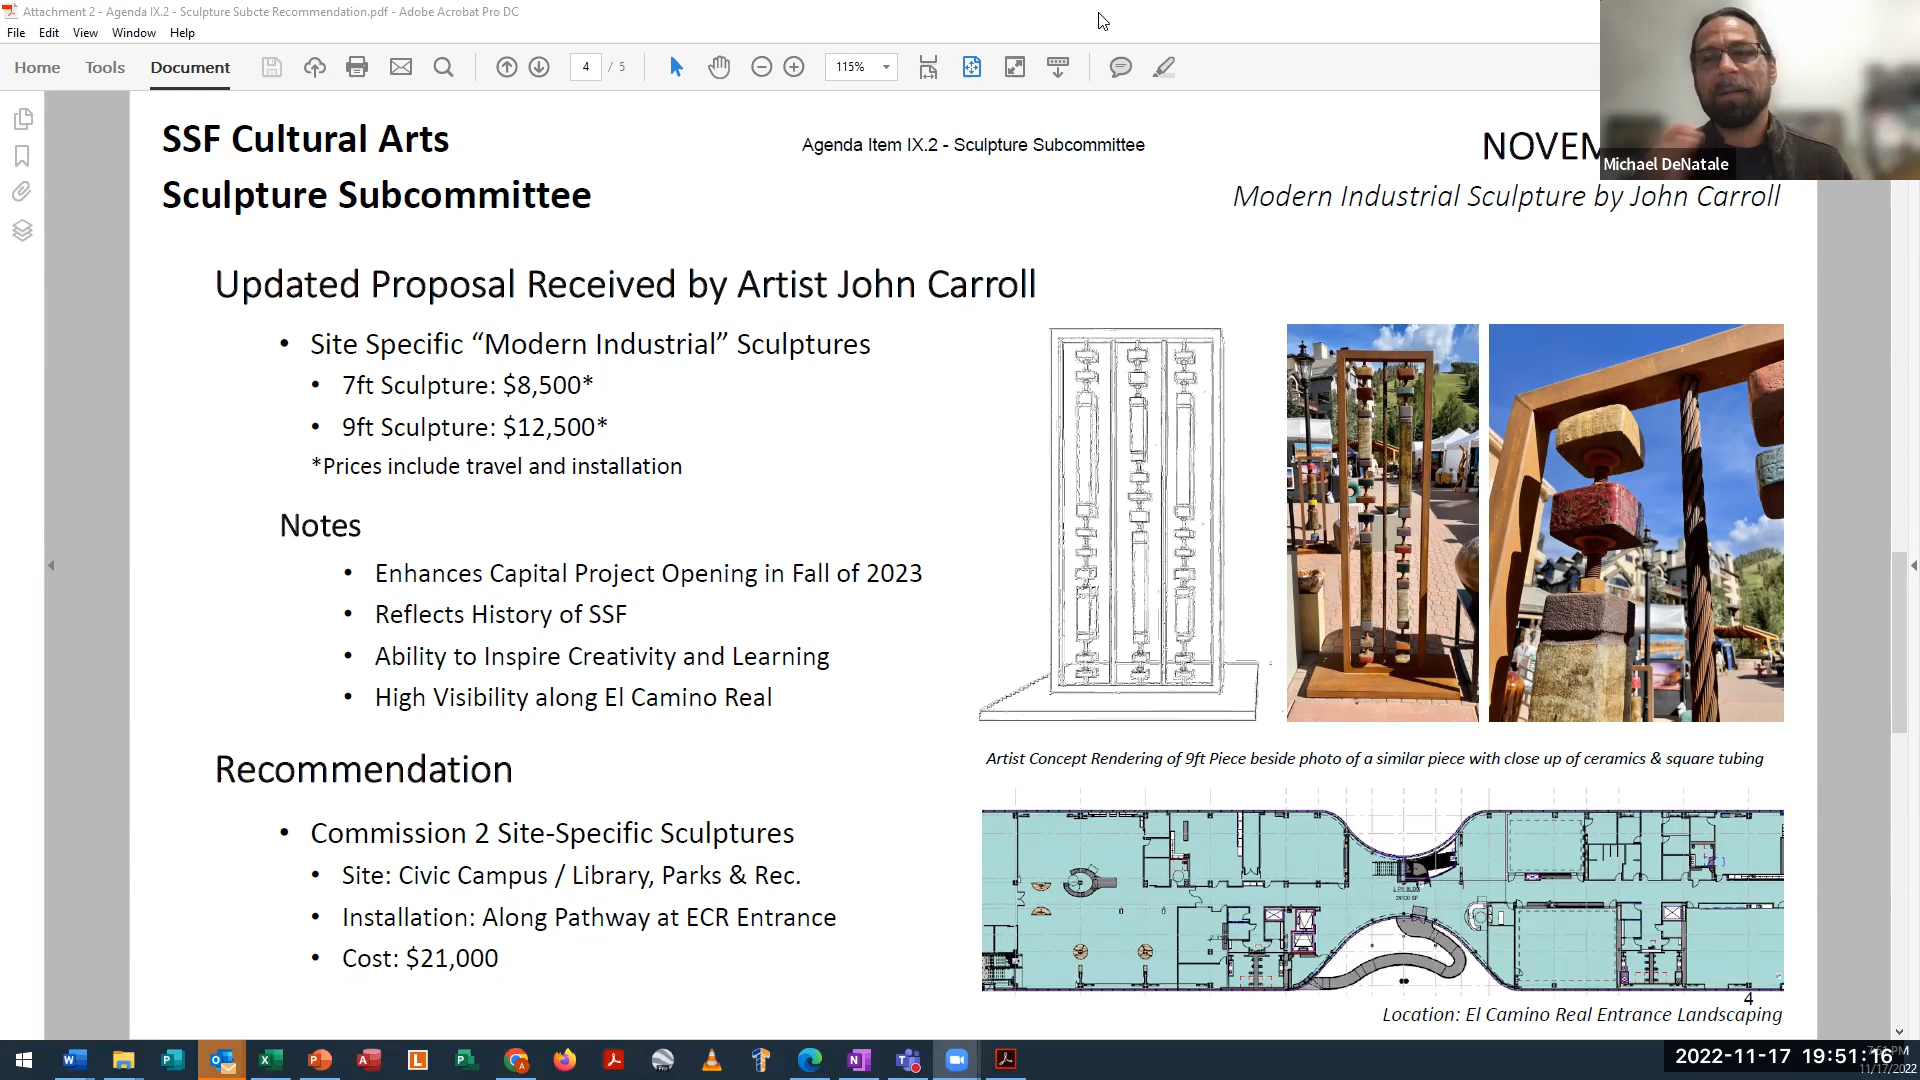 Attachment 2 - Agenda IX.2 - Sculpture Subcte Recommendation.pdf - Adobe Acrobat Pro DC
File Edit View Window Help
Home Tools Document 4 / 5 115%
Michael DeNatale
SSF Cultural Arts
Sculpture Subcommittee
Agenda Item IX.2 - Sculpture Subcommittee
NOVEM
Modern Industrial Sculpture by John Carroll
Updated Proposal Received by Artist John Carroll
• Site Specific “Modern Industrial” Sculptures
• 7ft Sculpture: $8,500*
• 9ft Sculpture: $12,500*
*Prices include travel and installation
Notes
• Enhances Capital Project Opening in Fall of 2023
• Reflects History of SSF
• Ability to Inspire Creativity and Learning
• High Visibility along El Camino Real
Artist Concept Rendering of 9ft Piece beside photo of a similar piece with close up of ceramics & square tubing
Recommendation
• Commission 2 Site-Specific Sculptures
• Site: Civic Campus / Library, Parks & Rec.
• Installation: Along Pathway at ECR Entrance
• Cost: $21,000
4
Location: El Camino Real Entrance Landscaping
2022-11-17 19:51:16
11/17/2022